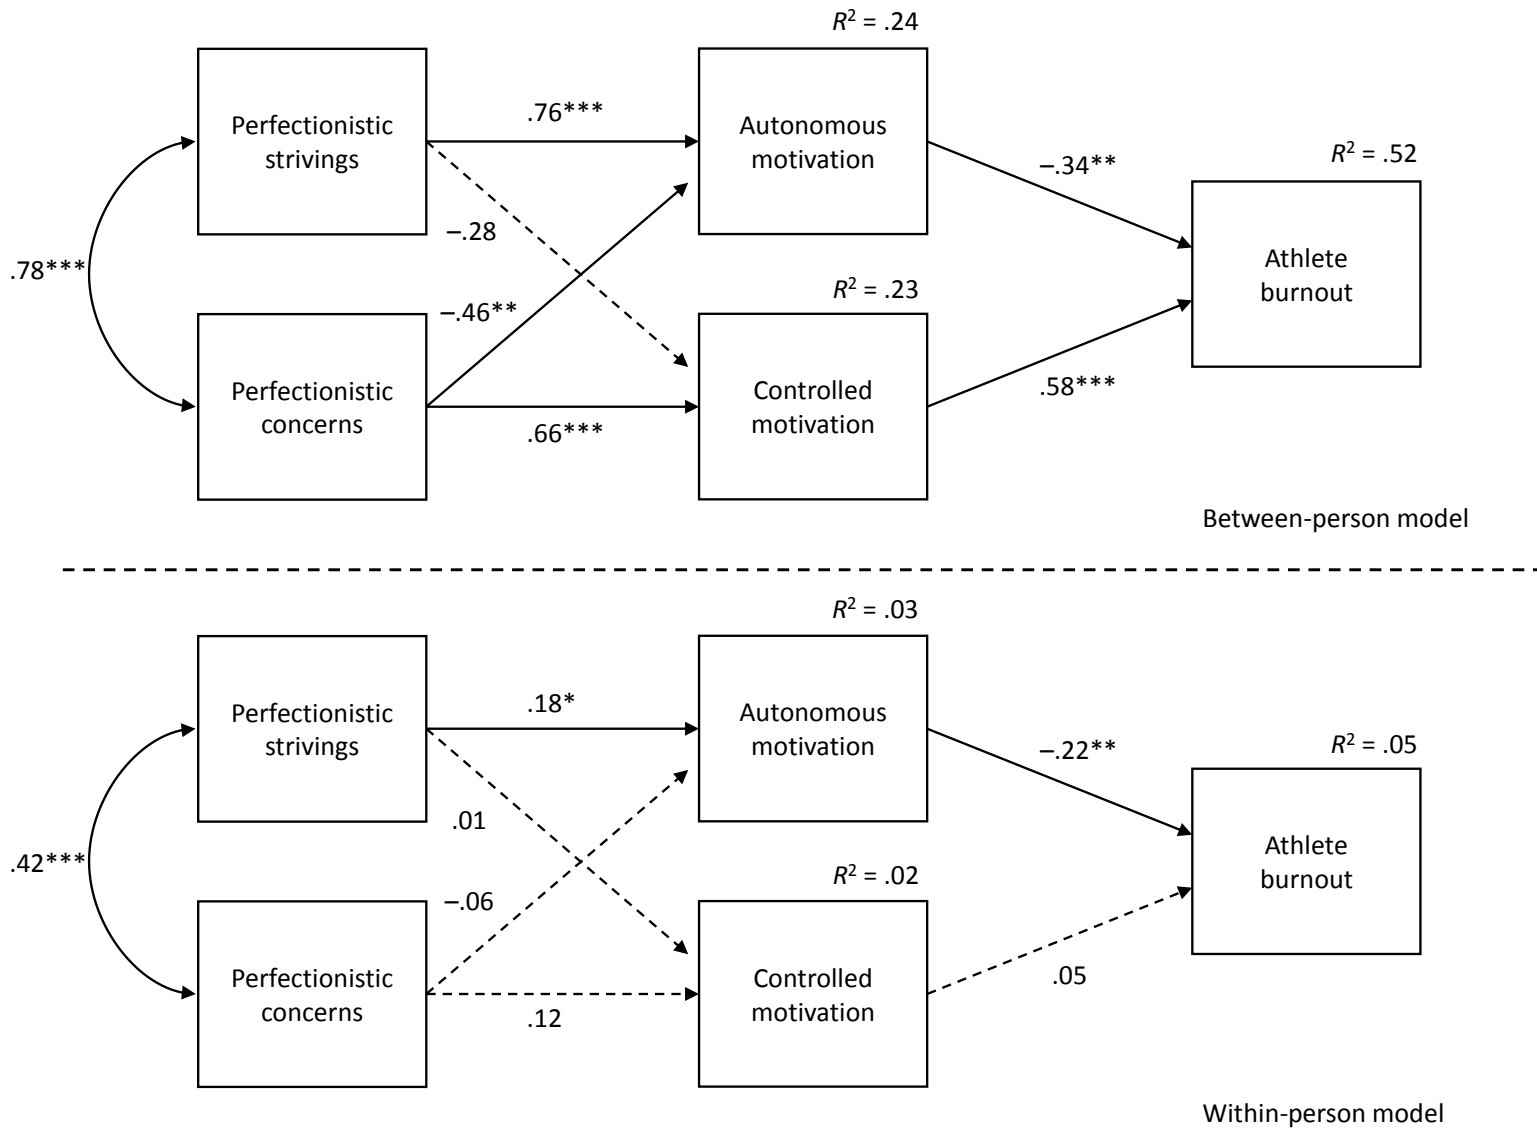 R² = .24
Perfectionistic
strivings
.76***
Autonomous
motivation
–.34**
R² = .52
–.28
.78***
Athlete
burnout
R² = .23
–.46**
Perfectionistic
concerns
.66***
Controlled
motivation
.58***
Between-person model
R² = .03
Perfectionistic
strivings
.18*
Autonomous
motivation
–.22**
R² = .05
.01
.42***
Athlete
burnout
R² = .02
–.06
Perfectionistic
concerns
.12
Controlled
motivation
.05
Within-person model